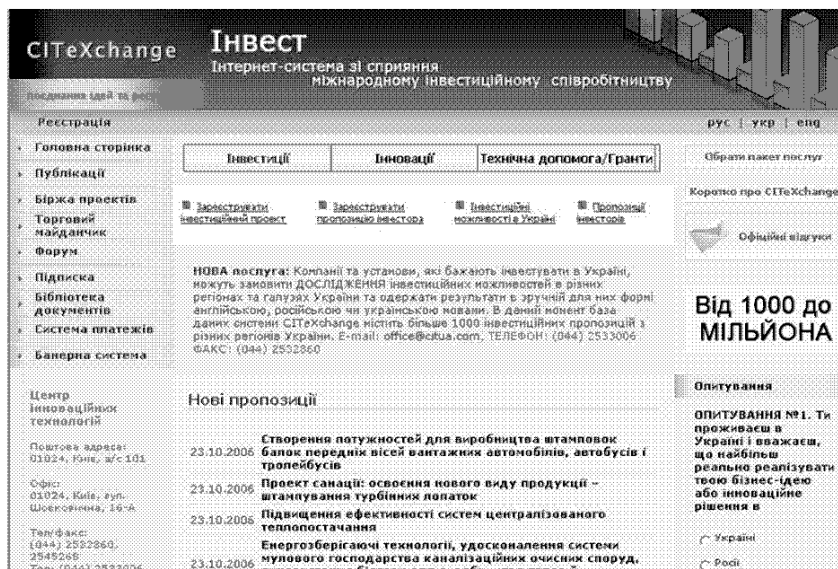 CITeXchange
Інвест
Інтернет-система зі сприяння
міжнародному інвестиційному співробітництву
поєднання ідей та
Реєстрація
рус | укр | eng
Головна сторінка
Публікації
Біржа проектів
Торговий
майданчик
Форум
Підписка
Бібліотека
документів
Система платежів
Банерна система
Інвестиції
Інновації
Технічна допомога/Гранти
Зареєструвати
інвестиційний проект
Зареєструвати
пропозицію інвестора
Інвестиційні
можливості в Україні
Пропозиції
інвесторів
НОВА послуга: Компанії та установи, які бажають інвестувати в Україні,
можуть замовити ДОСЛІДЖЕННЯ інвестиційних можливостей в різних
регіонах та галузях України та одержати результати в зручній для них формі
англійською, російською чи українською мовами. В даний момент база
даних системи CITeXchange містить більше 1000 інвестиційних пропозицій з
різних регіонів України. E-mail: office@citua.com, ТЕЛЕФОН: (044) 2533006
ФАКС: (044) 2532860
Нові пропозиції
23.10.2006 Створення потужностей для виробництва штамповок
балок передніх вісей вантажних автомобілів, автобусів і
тролейбусів
23.10.2006 Проект санації: освоєння нового виду продукції –
штампування турбінних лопаток
23.10.2006 Підвищення ефективності систем централізованого
теплопостачання
23.10.2006 Енергозберігаючі технології, удосконалення системи
мулового господарства каналізаційних очисних споруд,
Центр
інноваційних
технологій
Поштова адреса:
01024, Київ, а/с 101
Офіс:
01024, Київ, вул.
Шовковична, 16-А
Тел/факс:
(044) 2532860,
2545268
Тел: (044) 2533006
Обрати пакет послуг
Коротко про CITeXchange
Офіційні відгуки
Від 1000 до
МІЛЬЙОНА
Опитування
ОПИТУВАННЯ №1. Ти
проживаєш в
Україні і вважаєш,
що найбільш
реально реалізувати
твою бізнес-ідею
або інноваційне
рішення в
Україні
Росії